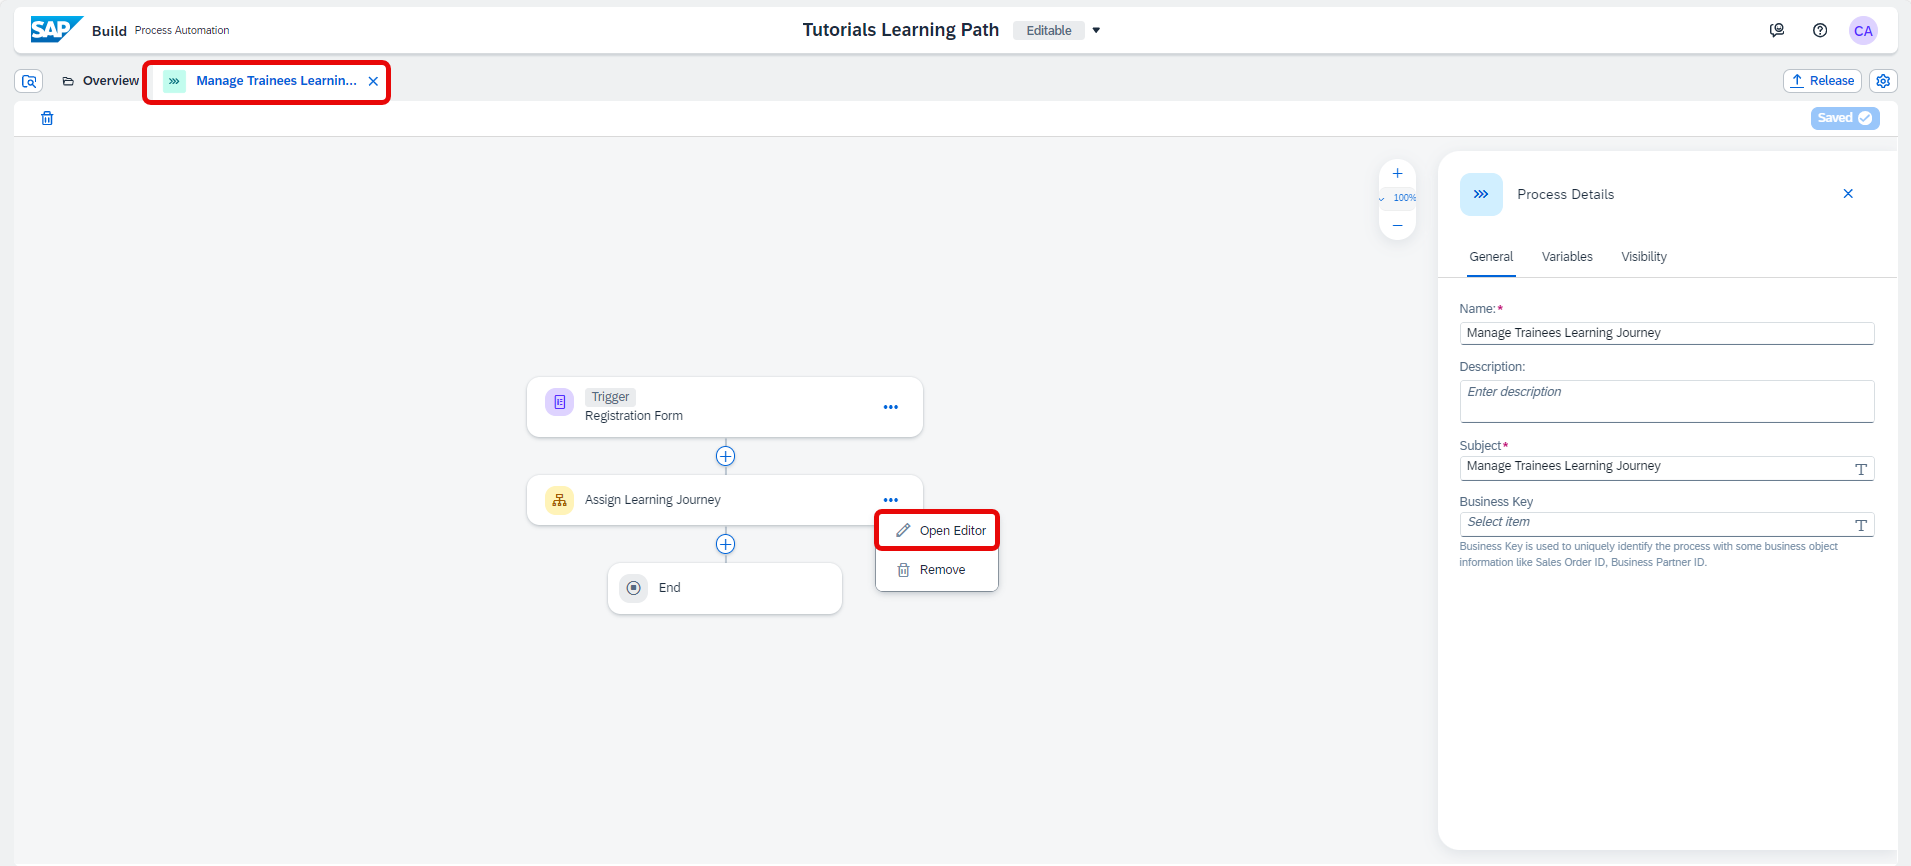 SAP Build Process Automation
Tutorials Learning Path Editable
CA
Overview
Manage Trainees Learnin...
Release
Saved
100%
Trigger
Registration Form
Assign Learning Journey
Open Editor
Remove
End
Process Details
General Variables Visibility
Name:*
Manage Trainees Learning Journey
Description:
Enter description
Subject*
Manage Trainees Learning Journey
Business Key
Select item
Business Key is used to uniquely identify the process with some business object
information like Sales Order ID, Business Partner ID.